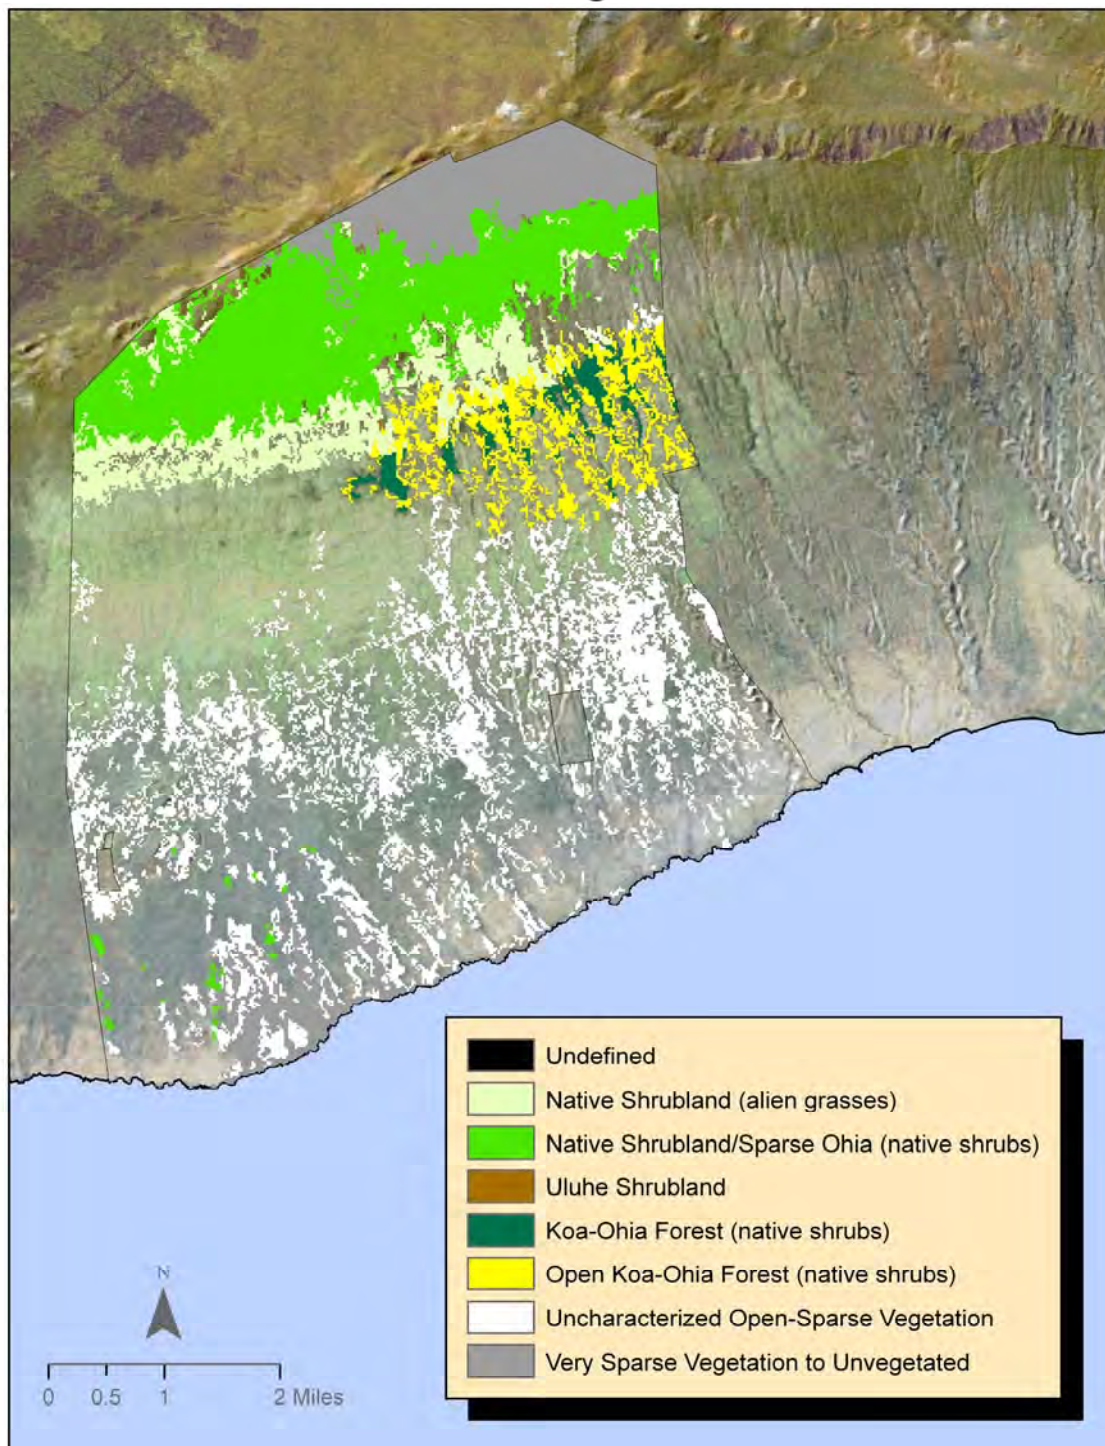 Undefined
Native Shrubland (alien grasses)
Native Shrubland/Sparse Ohia (native shrubs)
Uluhe Shrubland
Koa-Ohia Forest (native shrubs)
Open Koa-Ohia Forest (native shrubs)
Uncharacterized Open-Sparse Vegetation
Very Sparse Vegetation to Unvegetated
N
0 0.5 1 2 Miles